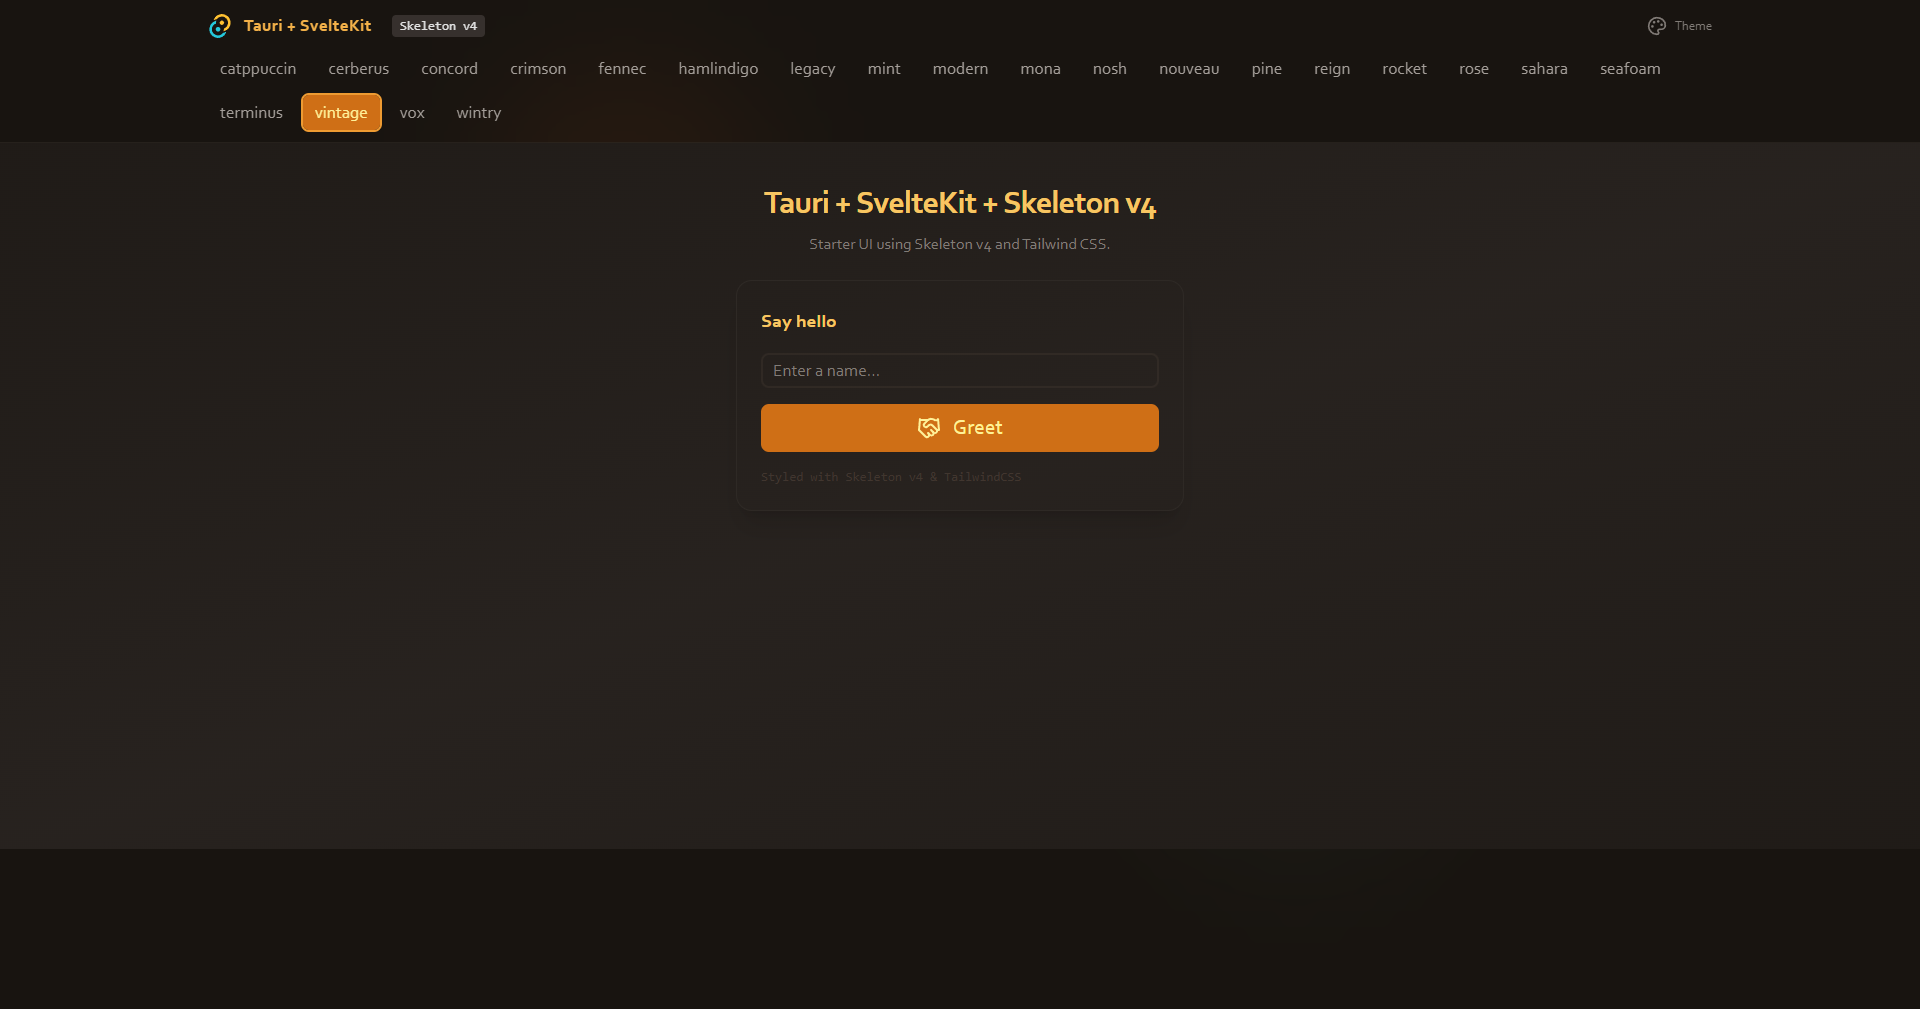 Tauri + SvelteKit Skeleton v4 Theme
catppuccin cerberus concord crimson fennec hamlindigo legacy mint modern mona nosh nouveau pine reign rocket rose sahara seafoam
terminus vintage vox wintry
Tauri + SvelteKit + Skeleton v4
Starter UI using Skeleton v4 and Tailwind CSS.
Say hello
Enter a name...
Greet
Styled with Skeleton v4 & TailwindCSS